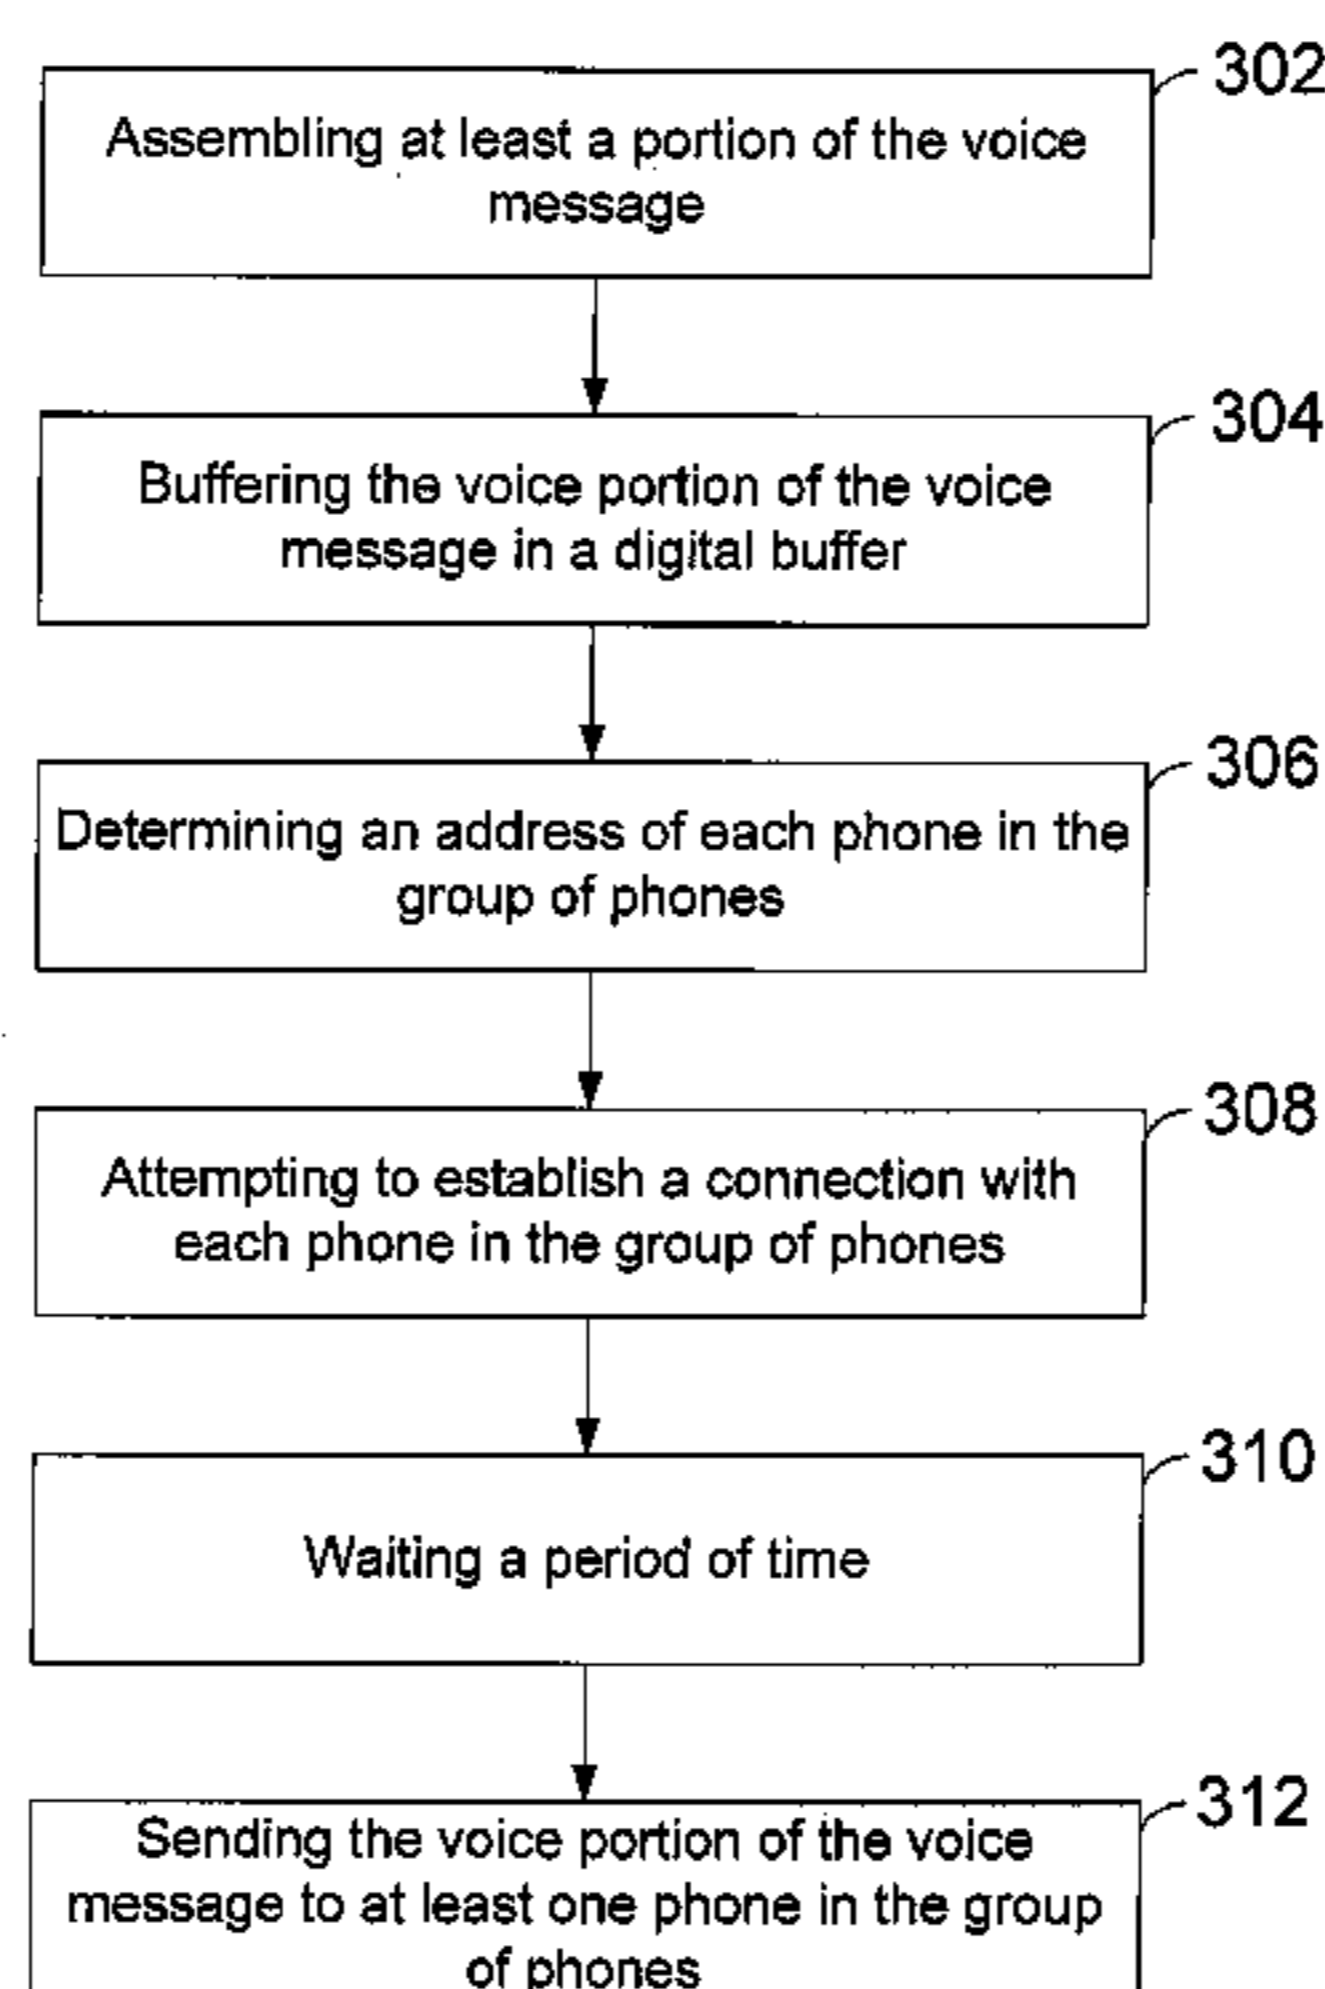 302
Assembling at least a portion of the voice
message
304
Buffering the voice portion of the voice
message in a digital buffer
306
Determining an address of each phone in the
group of phones
308
Attempting to establish a connection with
each phone in the group of phones
310
Waiting a period of time
312
Sending the voice portion of the voice
message to at least one phone in the group
of phones